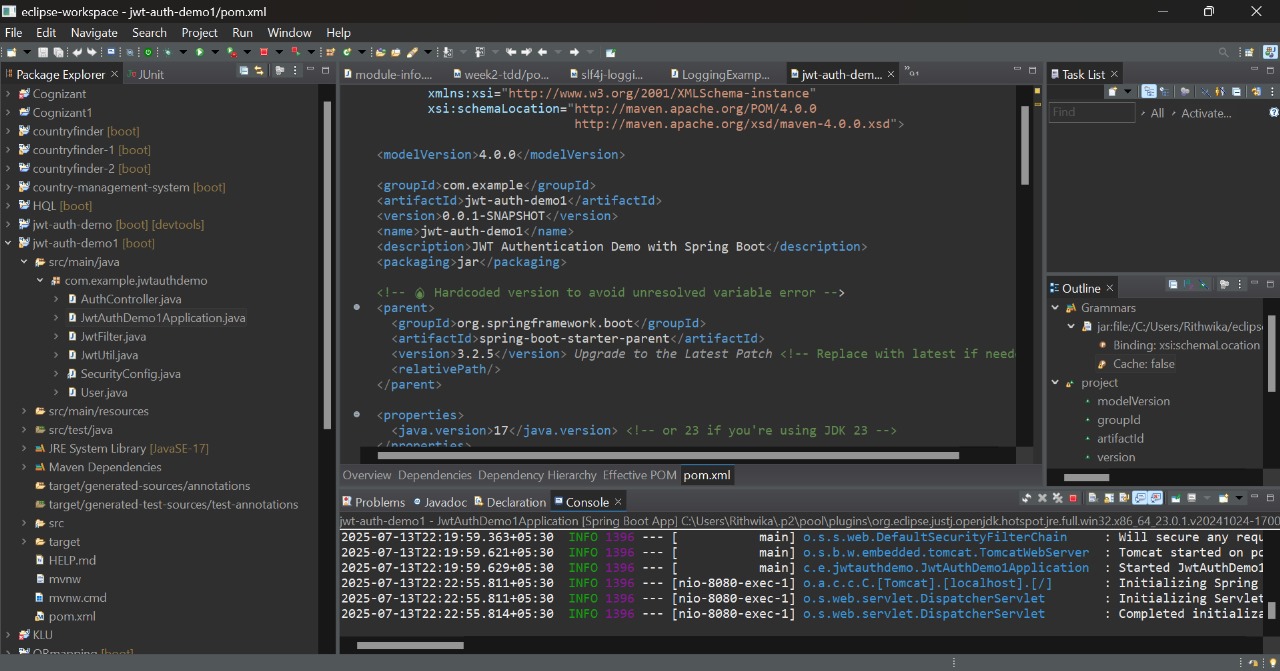 eclipse-workspace - jwt-auth-demo1/pom.xml
File Edit Navigate Search Project Run Window Help
Package Explorer
JUnit
Cognizant
Cognizant1
countryfinder [boot]
countryfinder-1 [boot]
countryfinder-2 [boot]
country-management-system [boot]
HQL [boot]
jwt-auth-demo [boot] [devtools]
jwt-auth-demo1 [boot]
src/main/java
com.example.jwtauthdemo
AuthController.java
JwtAuthDemo1Application.java
JwtFilter.java
JwtUtil.java
SecurityConfig.java
User.java
src/main/resources
src/test/java
JRE System Library [JavaSE-17]
Maven Dependencies
target/generated-sources/annotations
target/generated-test-sources/test-annotations
src
target
HELP.md
mvnw
mvnw.cmd
pom.xml
KLU
module-info.... week2-tdd/po... slf4j-loggi... LoggingExamp... jwt-auth-dem...
xmlns:xsi="http://www.w3.org/2001/XMLSchema-instance"
xsi:schemaLocation="http://maven.apache.org/POM/4.0.0
http://maven.apache.org/xsd/maven-4.0.0.xsd">
<modelVersion>4.0.0</modelVersion>
<groupId>com.example</groupId>
<artifactId>jwt-auth-demo1</artifactId>
<version>0.0.1-SNAPSHOT</version>
<name>jwt-auth-demo1</name>
<description>JWT Authentication Demo with Spring Boot</description>
<packaging>jar</packaging>
<!-- Hardcoded version to avoid unresolved variable error -->
<parent>
<groupId>org.springframework.boot</groupId>
<artifactId>spring-boot-starter-parent</artifactId>
<version>3.2.5</version> Upgrade to the Latest Patch <!-- Replace with latest if need
<relativePath/>
</parent>
<properties>
<java.version>17</java.version> <!-- or 23 if you're using JDK 23 -->
</properties>
Overview Dependencies Dependency Hierarchy Effective POM pom.xml
Task List
Find All Activate...
Outline
Grammars
jar:file:/C:/Users/Rithwika/eclips
Binding: xsi:schemaLocation
Cache: false
project
modelVersion
groupId
artifactId
version
Problems Javadoc Declaration Console
jwt-auth-demo1 - JwtAuthDemo1Application [Spring Boot App] C:\Users\Rithwika\.p2\pool\plugins\org.eclipse.justj.openjdk.hotspot.jre.full.win32.x86_64_23.0.1.v20241024-1700
2025-07-13T22:19:59.363+05:30 INFO 1396 --- [ main] o.s.s.web.DefaultSecurityFilterChain : Will secure any requ
2025-07-13T22:19:59.621+05:30 INFO 1396 --- [ main] o.s.b.w.embedded.tomcat.TomcatWebServer : Tomcat started on po
2025-07-13T22:19:59.629+05:30 INFO 1396 --- [ main] c.e.jwtauthdemo.JwtAuthDemo1Application : Started JwtAuthDemo1
2025-07-13T22:22:55.811+05:30 INFO 1396 --- [nio-8080-exec-1] o.a.c.c.C.[Tomcat].[localhost].[/] : Initializing Spring
2025-07-13T22:22:55.811+05:30 INFO 1396 --- [nio-8080-exec-1] o.s.web.servlet.DispatcherServlet : Initializing Servlet
2025-07-13T22:22:55.814+05:30 INFO 1396 --- [nio-8080-exec-1] o.s.web.servlet.DispatcherServlet : Completed initializa